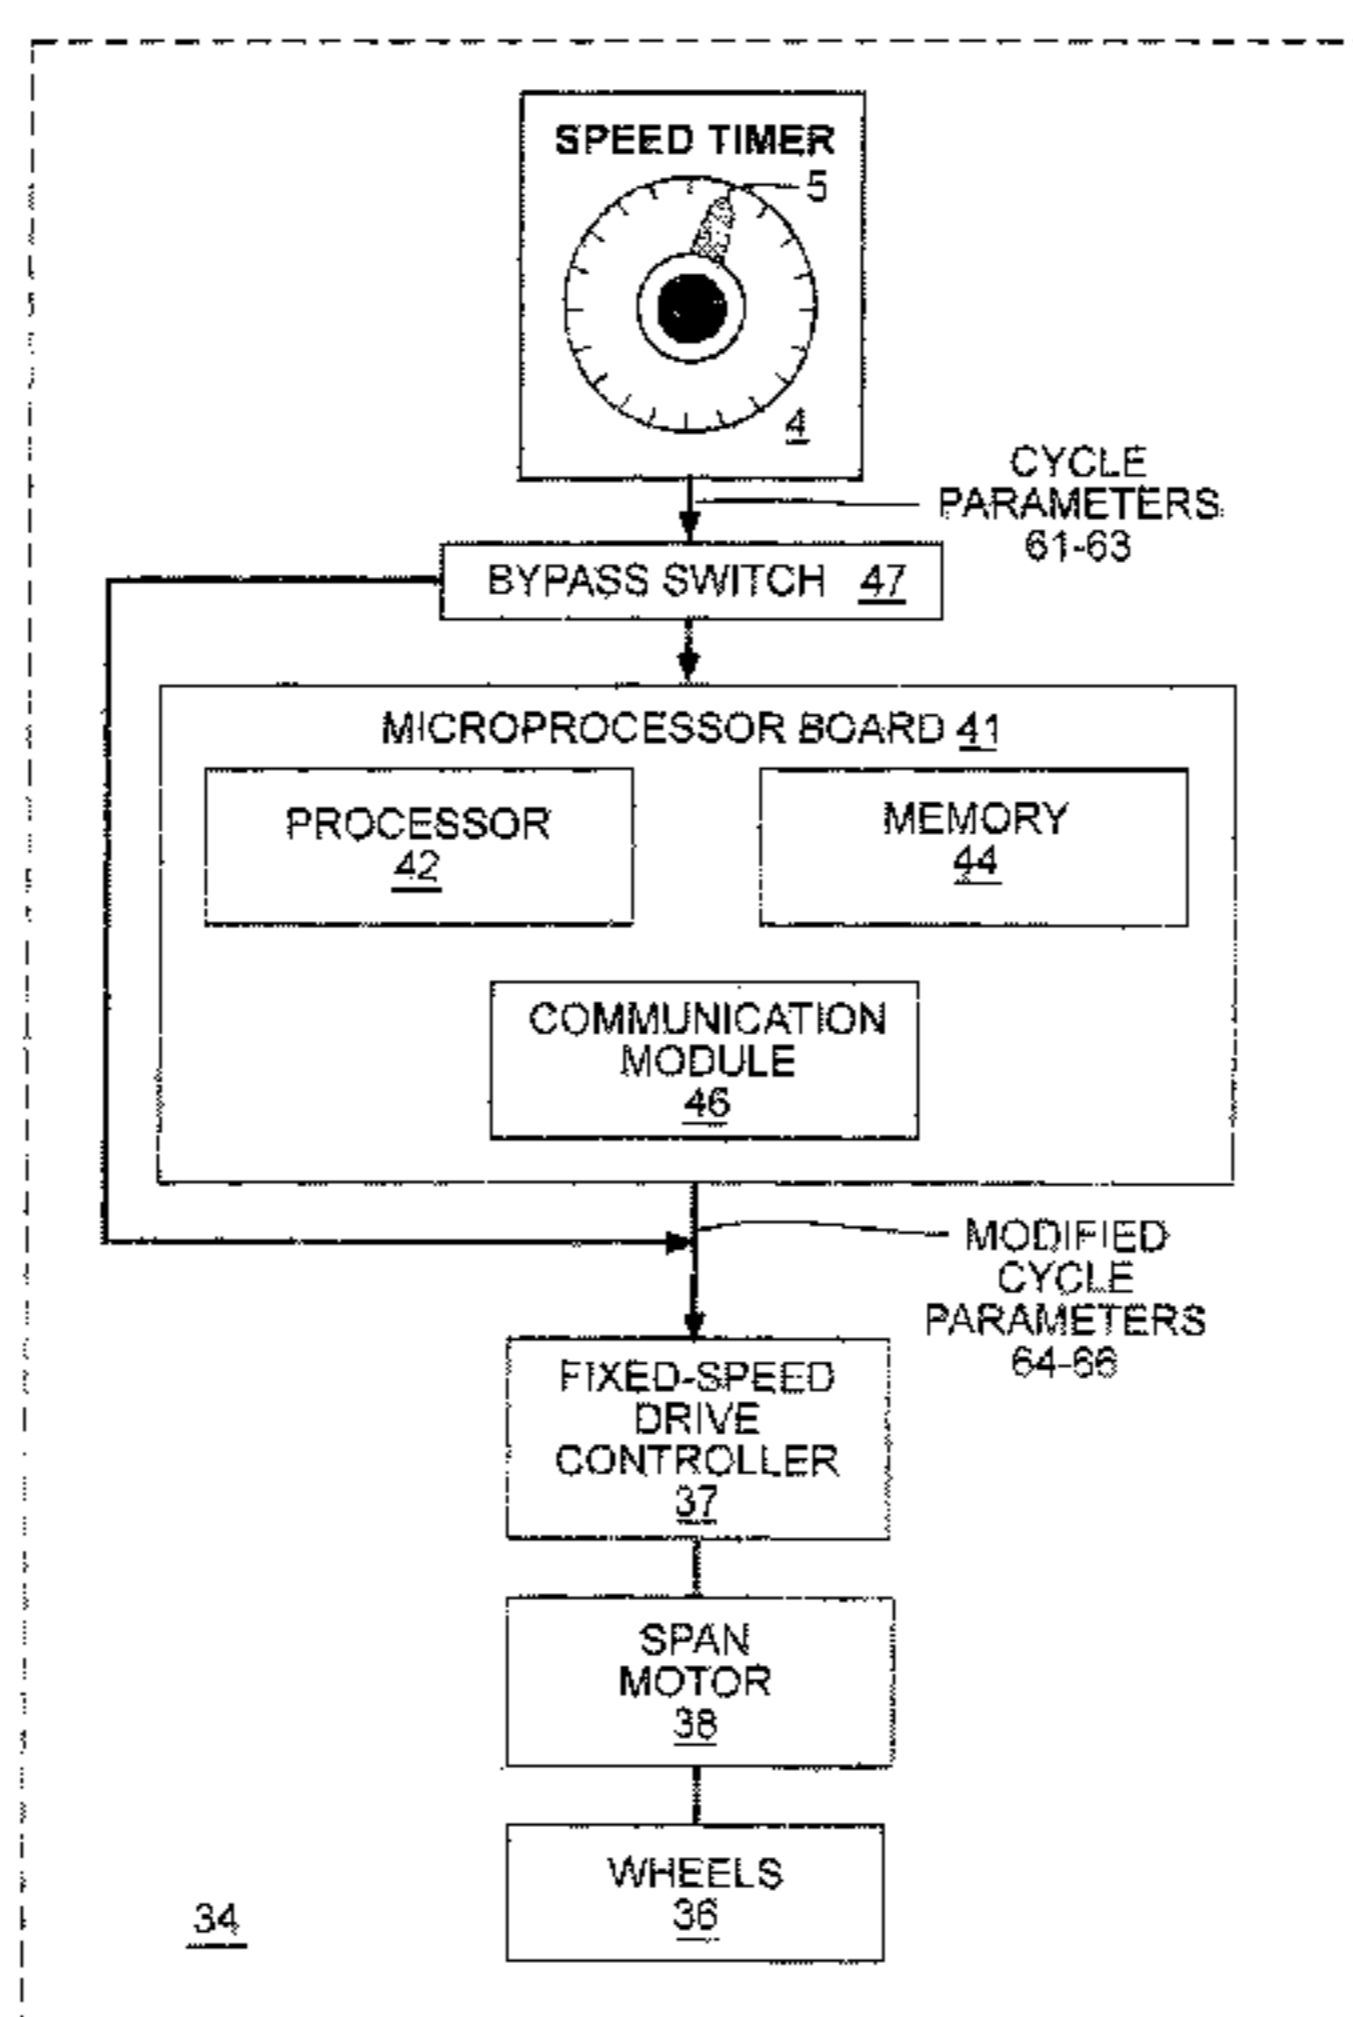 SPEED TIMER
5
4
CYCLE
PARAMETERS
61-63
BYPASS SWITCH 47
MICROPROCESSOR BOARD 41
PROCESSOR
42
MEMORY
44
COMMUNICATION
MODULE
46
MODIFIED
CYCLE
PARAMETERS
64-66
FIXED-SPEED
DRIVE
CONTROLLER
37
SPAN
MOTOR
38
WHEELS
36
34